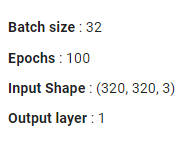 Batch size : 32
Epochs : 100
Input Shape : (320, 320, 3)
Output layer : 1